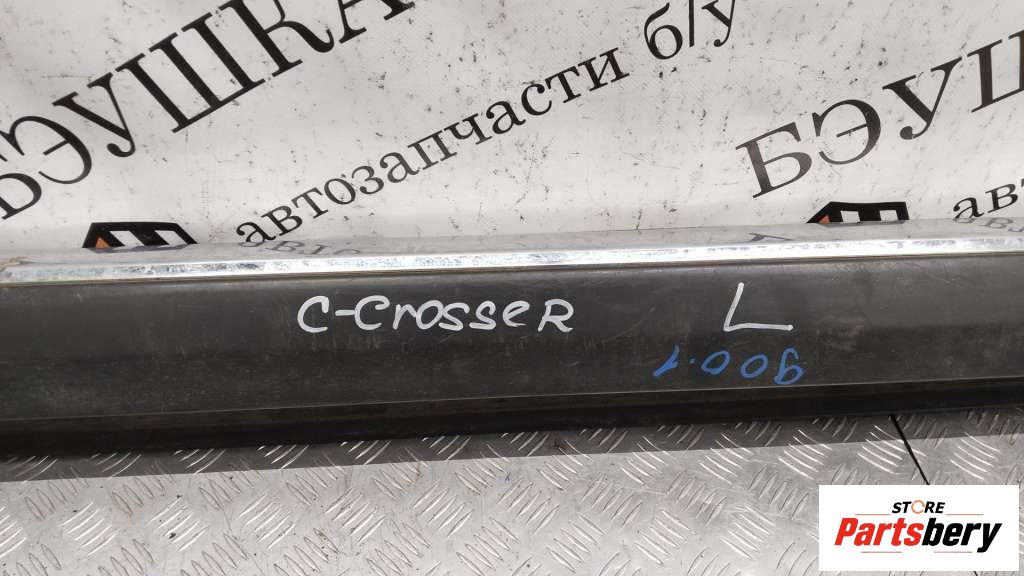 БЭУШКА
автозапчасти б/у
БЭУШ
авт
C-CrosseR L
900.1
STORE
Partsbery